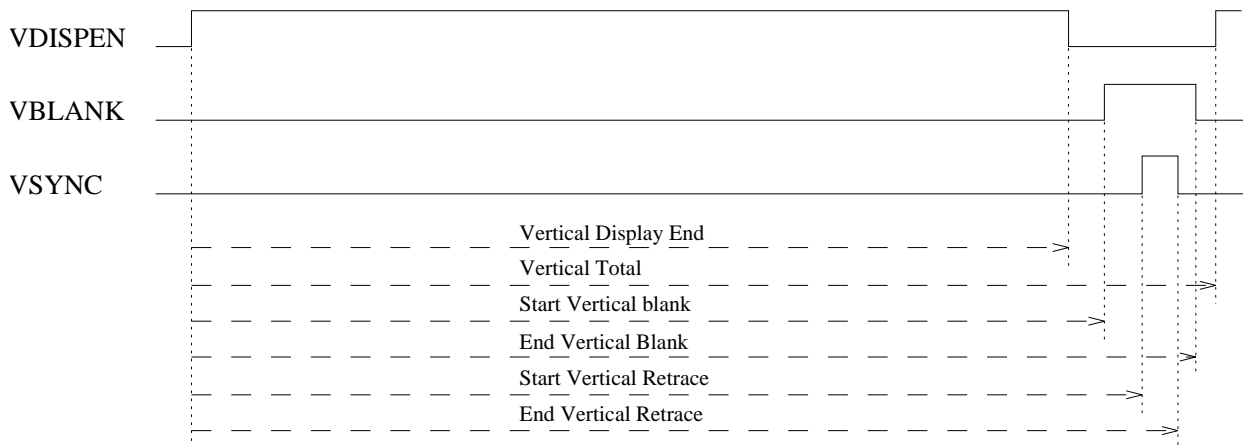 VDISPEN
VBLANK
VSYNC
Vertical Display End
Vertical Total
Start Vertical blank
End Vertical Blank
Start Vertical Retrace
End Vertical Retrace